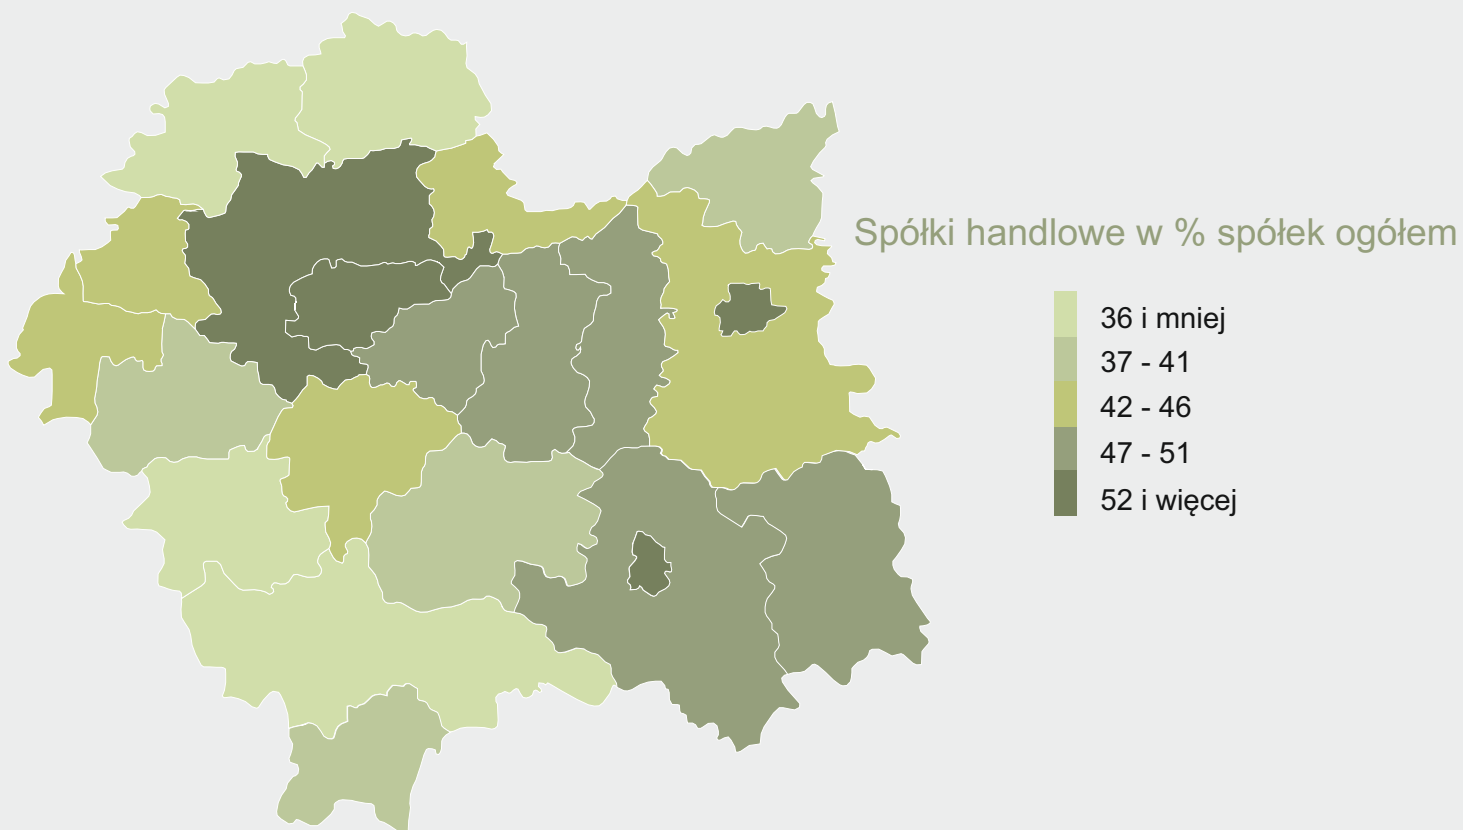 Spółki handlowe w % spółek ogółem
36 i mniej
37 - 41
42 - 46
47 - 51
52 i więcej